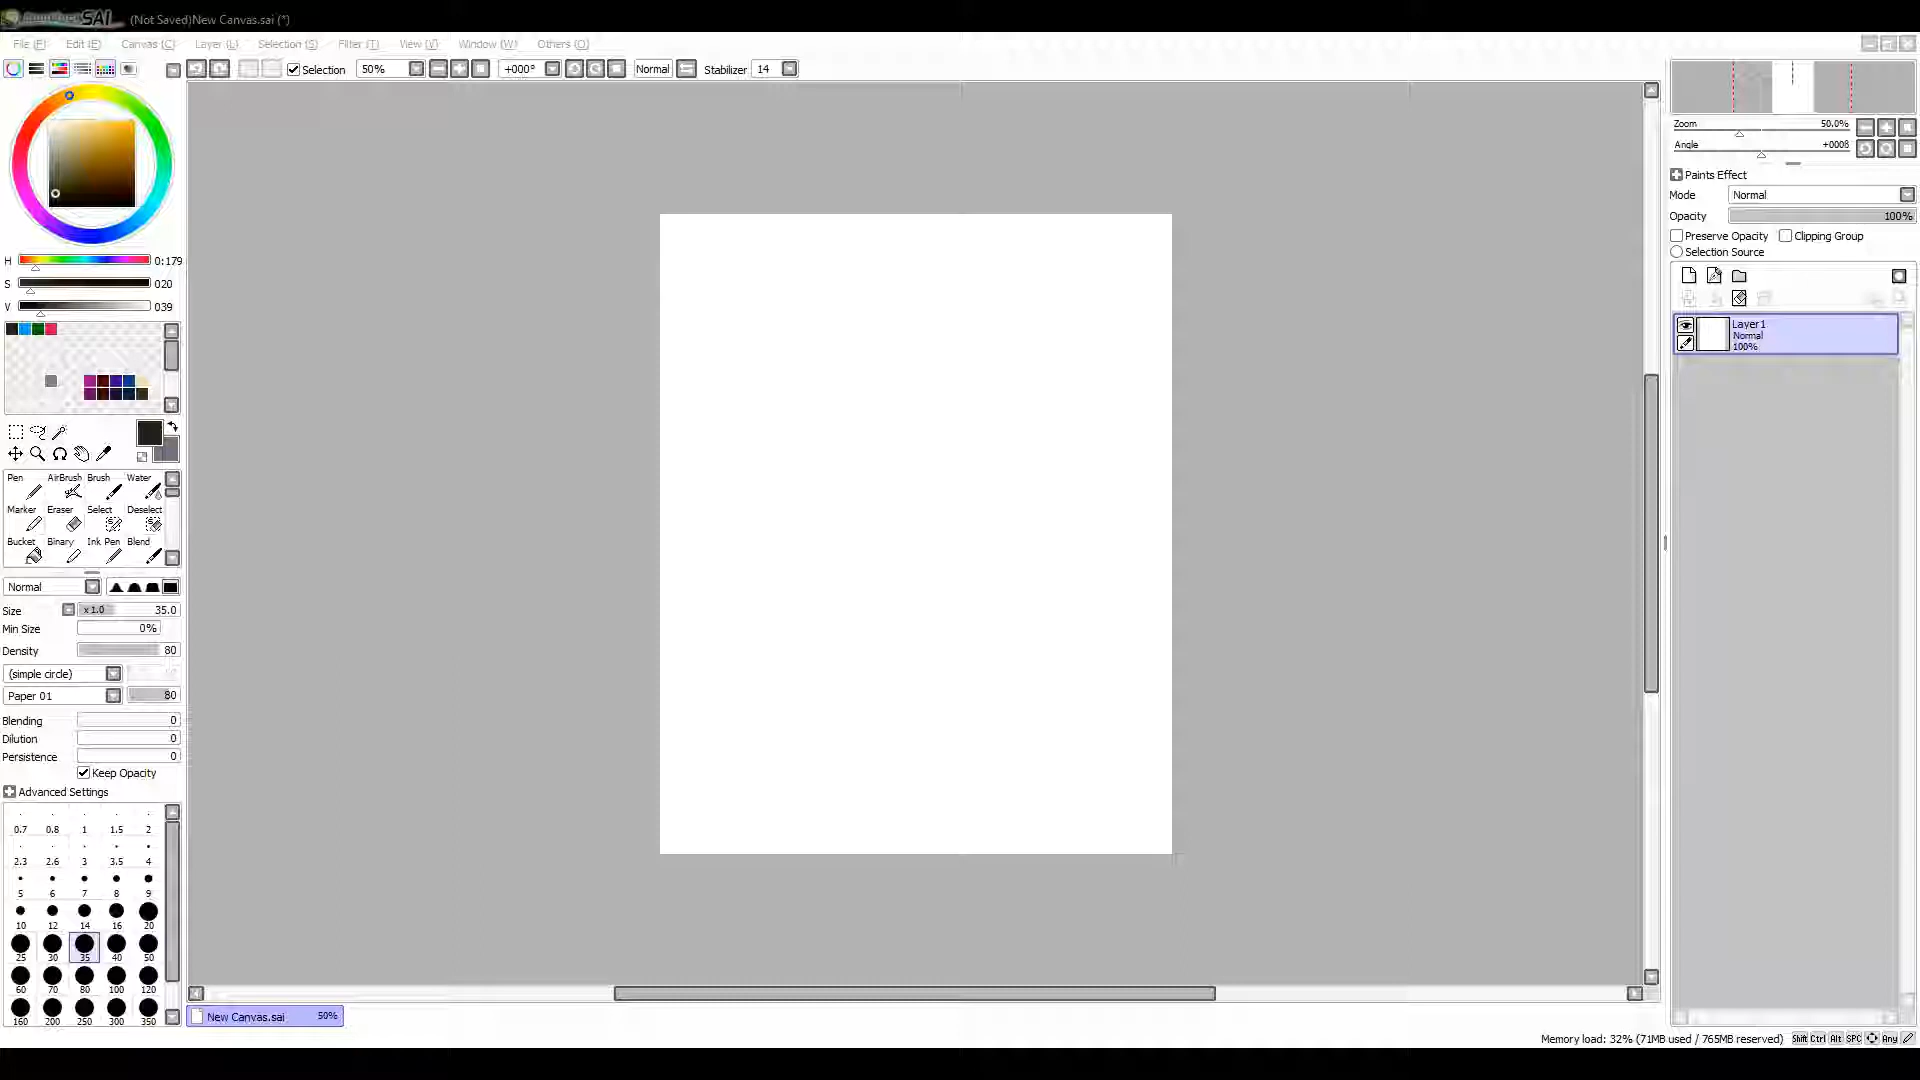 SAI (Not Saved)New Canvas.sai (*)
File (F) Edit (E) Canvas (C) Layer (L) Selection (S) Filter (T) View (V) Window (W) Others (O)
Selection 50% +000° Normal Stabilizer 14
Zoom 50.0%
Angle +000§
Paints Effect
Mode Normal
Opacity 100%
Preserve Opacity Clipping Group
Selection Source
Layer1
Normal
100%
H 0:179
S 020
V 039
Pen AirBrush Brush Water
Marker Eraser Select Deselect
Bucket Binary Ink Pen Blend
Normal
Size x1.0 35.0
Min Size 0%
Density 80
(simple circle)
Paper 01 80
Blending 0
Dilution 0
Persistence 0
Keep Opacity
Advanced Settings
0.7 0.8 1 1.5 2
2.3 2.6 3 3.5 4
5 6 7 8 9
10 12 14 16 20
25 30 35 40 50
60 70 80 100 120
160 200 250 300 350
New Canvas.sai 50%
Memory load: 32% (71MB used / 765MB reserved) Shift Ctrl Alt SPC Any